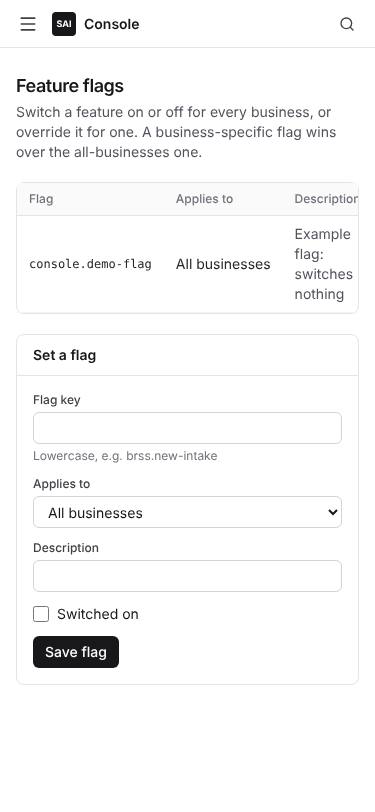 SAI Console
Feature flags
Switch a feature on or off for every business, or
override it for one. A business-specific flag wins
over the all-businesses one.
Flag Applies to Description
console.demo-flag All businesses Example
flag:
switches
nothing
Set a flag
Flag key
Lowercase, e.g. brss.new-intake
Applies to
All businesses
Description
Switched on
Save flag